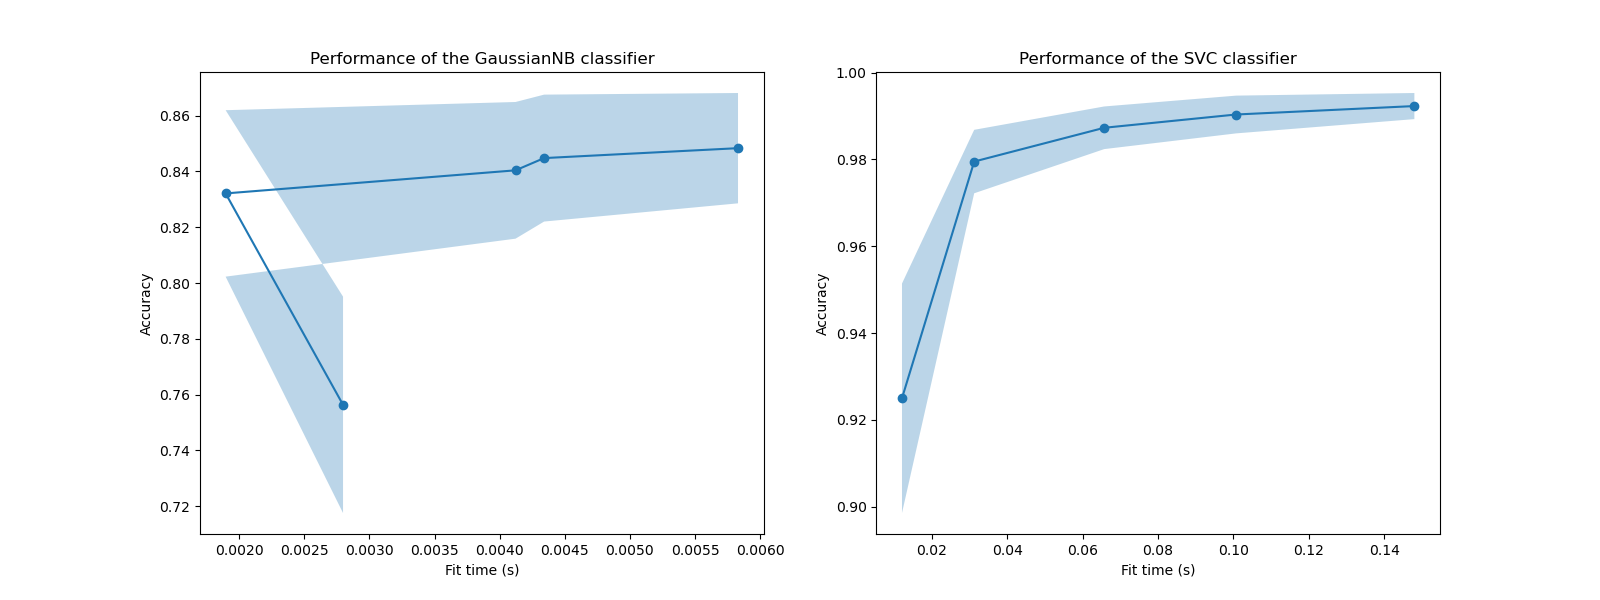 Performance of the GaussianNB classifier
0.86
0.84
0.82
0.80
0.78
0.76
0.74
0.72
Accuracy
0.0020 0.0025 0.0030 0.0035 0.0040 0.0045 0.0050 0.0055 0.0060
Fit time (s)
Performance of the SVC classifier
1.00
0.98
0.96
0.94
0.92
0.90
Accuracy
0.02 0.04 0.06 0.08 0.10 0.12 0.14
Fit time (s)